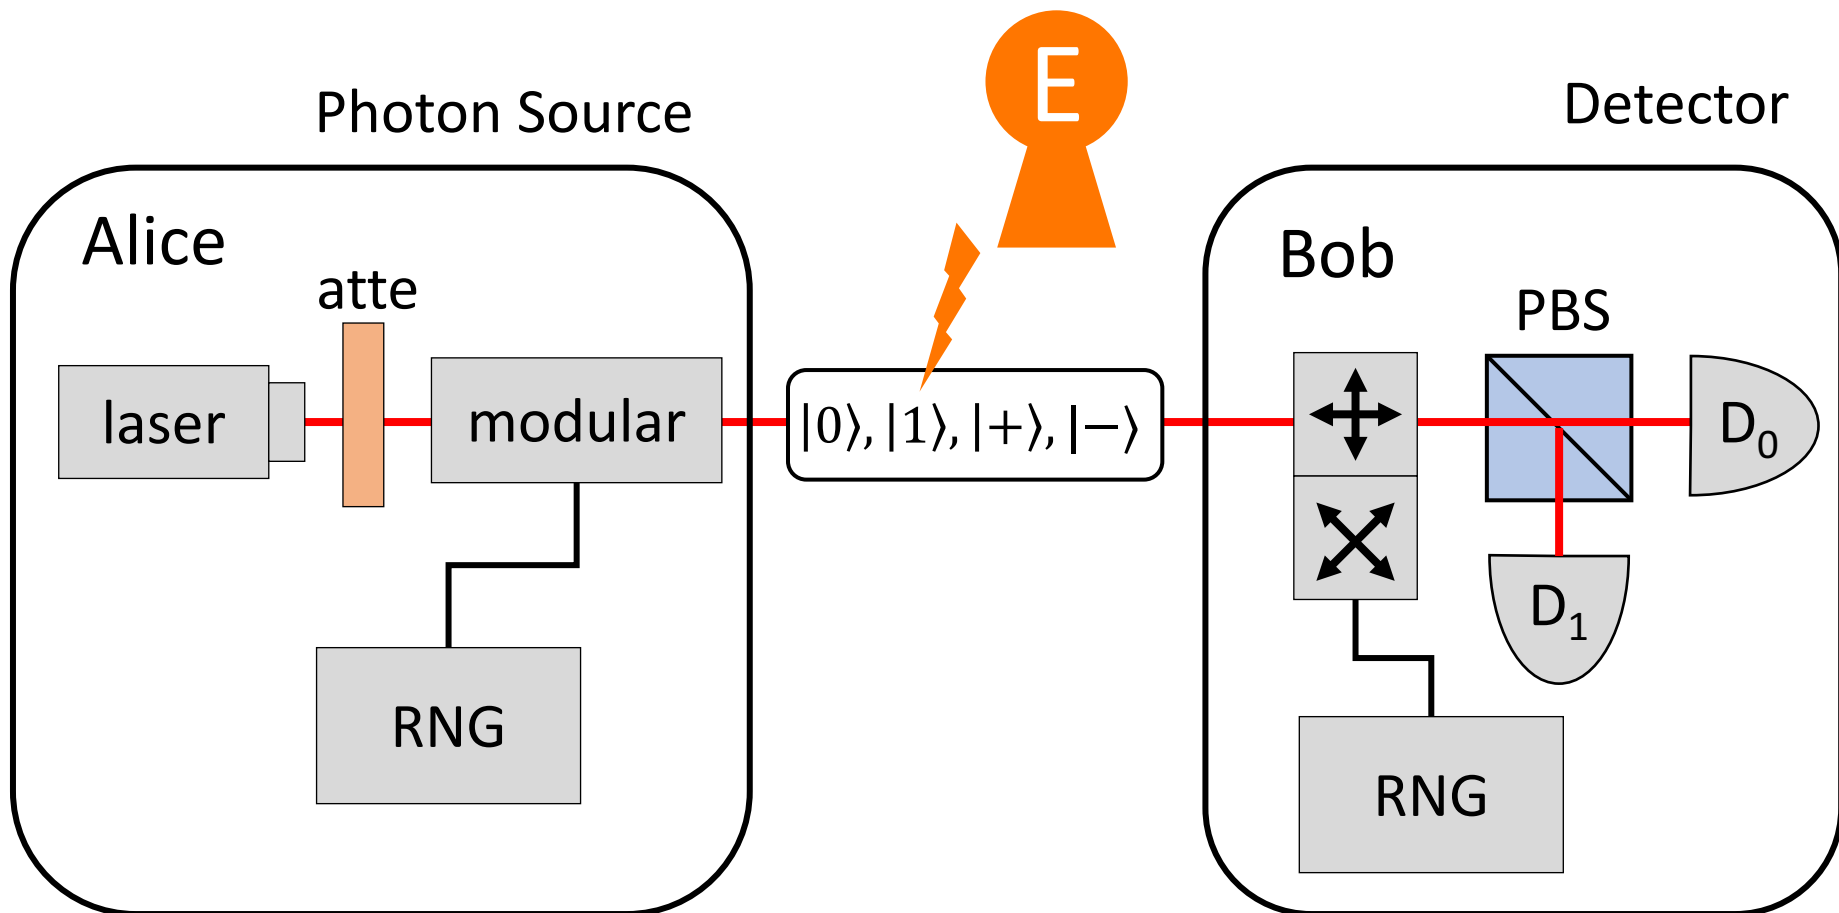 Photon Source
E
Detector
Alice
atte
laser
modular
RNG
|0⟩, |1⟩, |+⟩, |−⟩
Bob
PBS
D₀
D₁
RNG